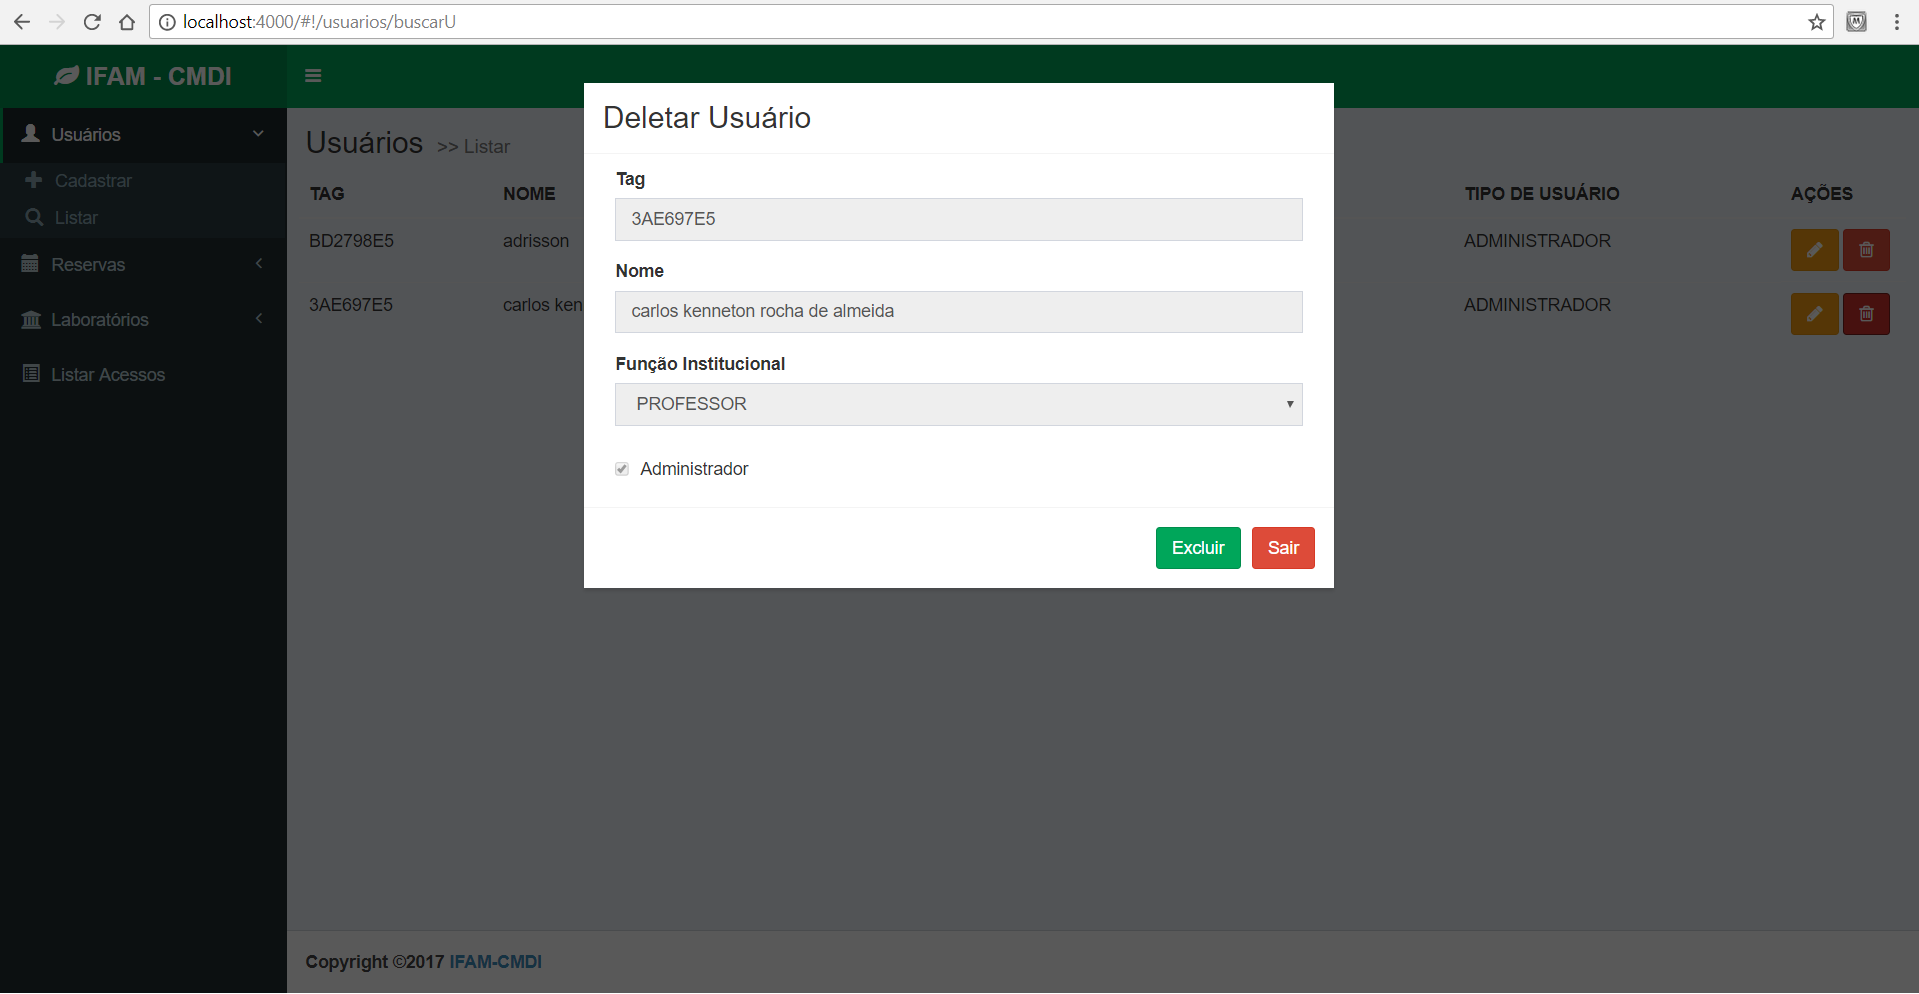 localhost:4000/#!/usuarios/buscarU
IFAM - CMDI
Usuários
Cadastrar
Listar
Reservas
Laboratórios
Listar Acessos
Usuários >> Listar
TAG NOME TIPO DE USUÁRIO AÇÕES
BD2798E5 adrisson ADMINISTRADOR
3AE697E5 carlos ken ADMINISTRADOR
Deletar Usuário
Tag
3AE697E5
Nome
carlos kenneton rocha de almeida
Função Institucional
PROFESSOR
Administrador
Excluir Sair
Copyright ©2017 IFAM-CMDI